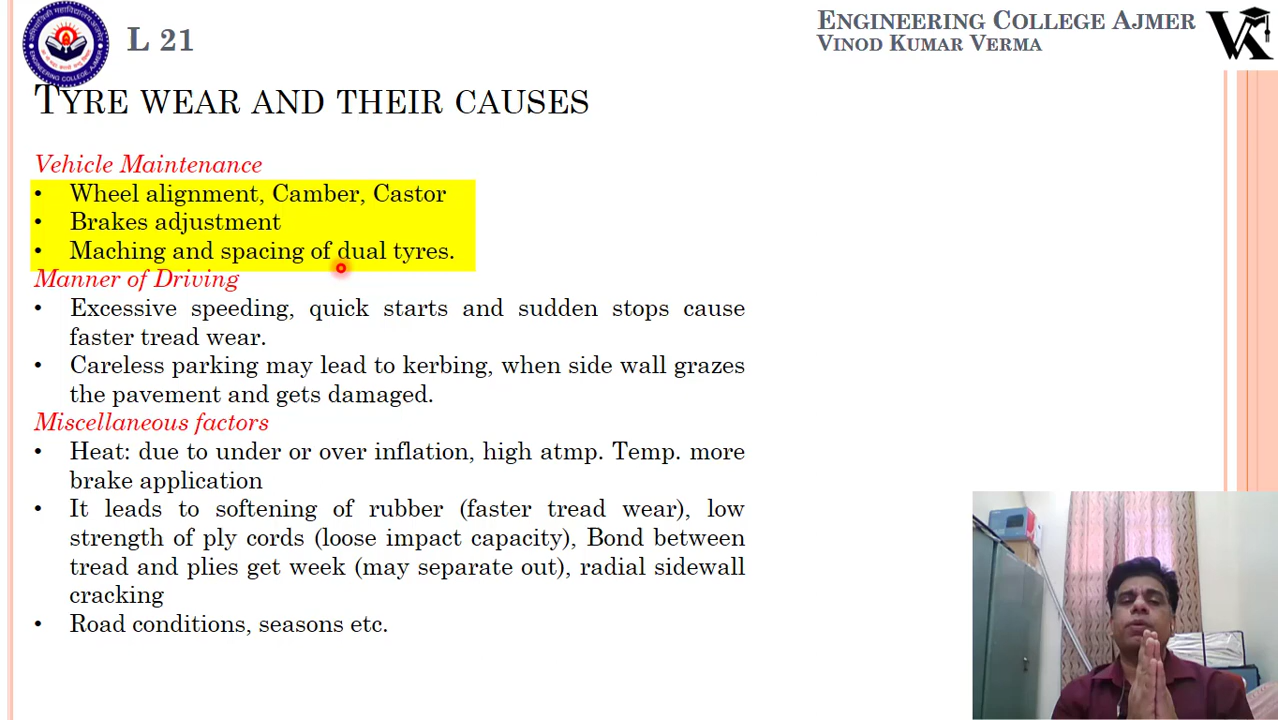 L 21
ENGINEERING COLLEGE AJMER
VINOD KUMAR VERMA
TYRE WEAR AND THEIR CAUSES
Vehicle Maintenance
• Wheel alignment, Camber, Castor
• Brakes adjustment
• Maching and spacing of dual tyres.
Manner of Driving
• Excessive speeding, quick starts and sudden stops cause
faster tread wear.
• Careless parking may lead to kerbing, when side wall grazes
the pavement and gets damaged.
Miscellaneous factors
• Heat: due to under or over inflation, high atmp. Temp. more
brake application
• It leads to softening of rubber (faster tread wear), low
strength of ply cords (loose impact capacity), Bond between
tread and plies get week (may separate out), radial sidewall
cracking
• Road conditions, seasons etc.